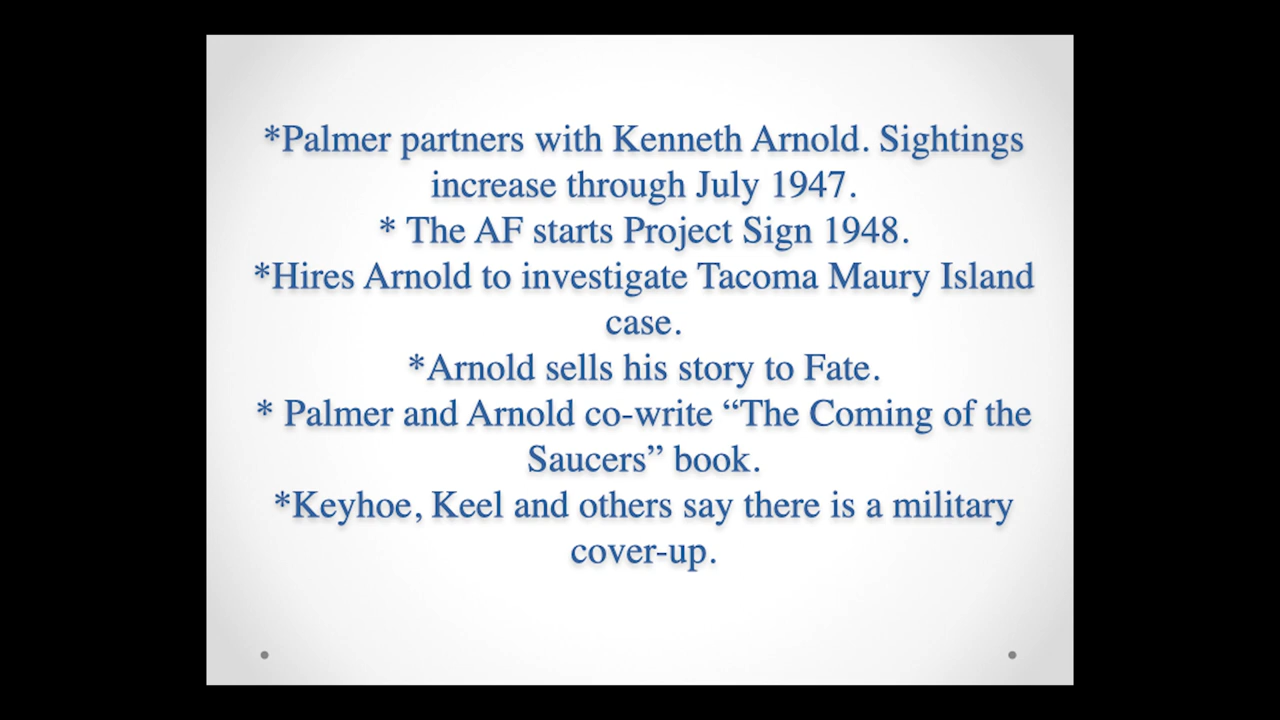 *Palmer partners with Kenneth Arnold. Sightings
increase through July 1947.
* The AF starts Project Sign 1948.
*Hires Arnold to investigate Tacoma Maury Island
case.
*Arnold sells his story to Fate.
* Palmer and Arnold co-write “The Coming of the
Saucers” book.
*Keyhoe, Keel and others say there is a military
cover-up.